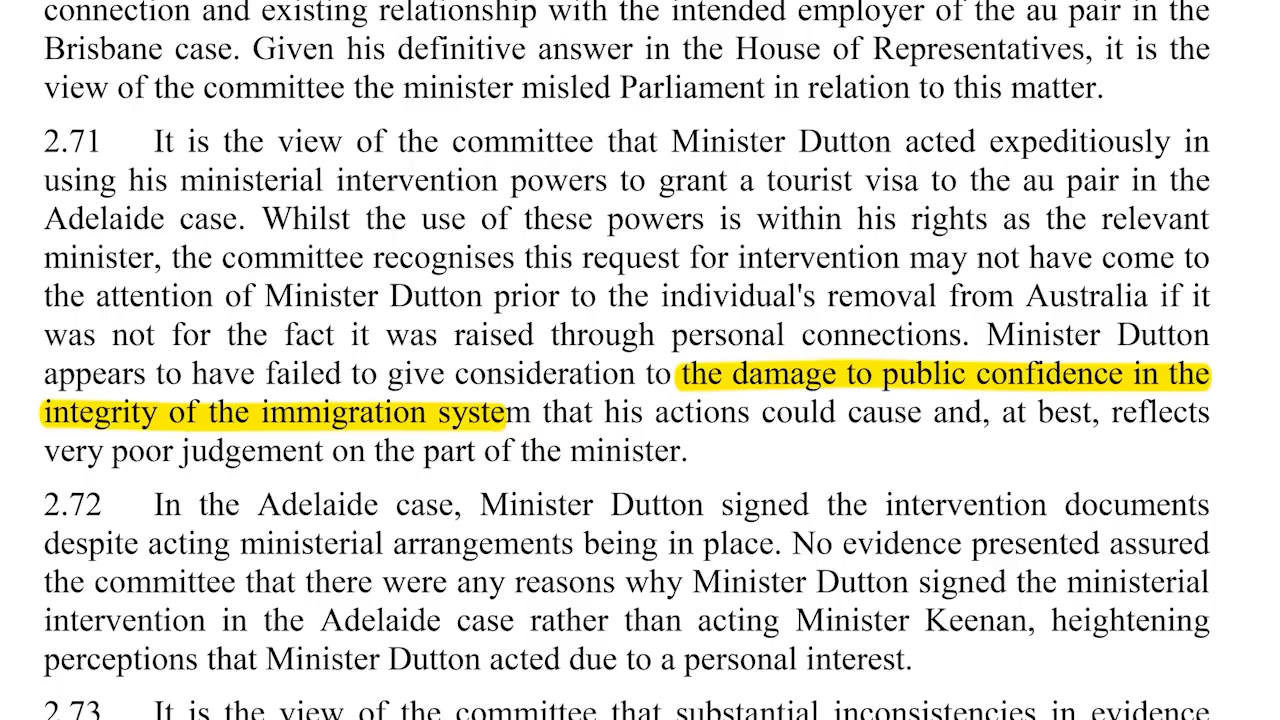 connection and existing relationship with the intended employer of the au pair in the
Brisbane case. Given his definitive answer in the House of Representatives, it is the
view of the committee the minister misled Parliament in relation to this matter.
2.71 It is the view of the committee that Minister Dutton acted expeditiously in
using his ministerial intervention powers to grant a tourist visa to the au pair in the
Adelaide case. Whilst the use of these powers is within his rights as the relevant
minister, the committee recognises this request for intervention may not have come to
the attention of Minister Dutton prior to the individual's removal from Australia if it
was not for the fact it was raised through personal connections. Minister Dutton
appears to have failed to give consideration to the damage to public confidence in the
integrity of the immigration system that his actions could cause and, at best, reflects
very poor judgement on the part of the minister.
2.72 In the Adelaide case, Minister Dutton signed the intervention documents
despite acting ministerial arrangements being in place. No evidence presented assured
the committee that there were any reasons why Minister Dutton signed the ministerial
intervention in the Adelaide case rather than acting Minister Keenan, heightening
perceptions that Minister Dutton acted due to a personal interest.
2.73 It is the view of the committee that substantial inconsistencies in evidence